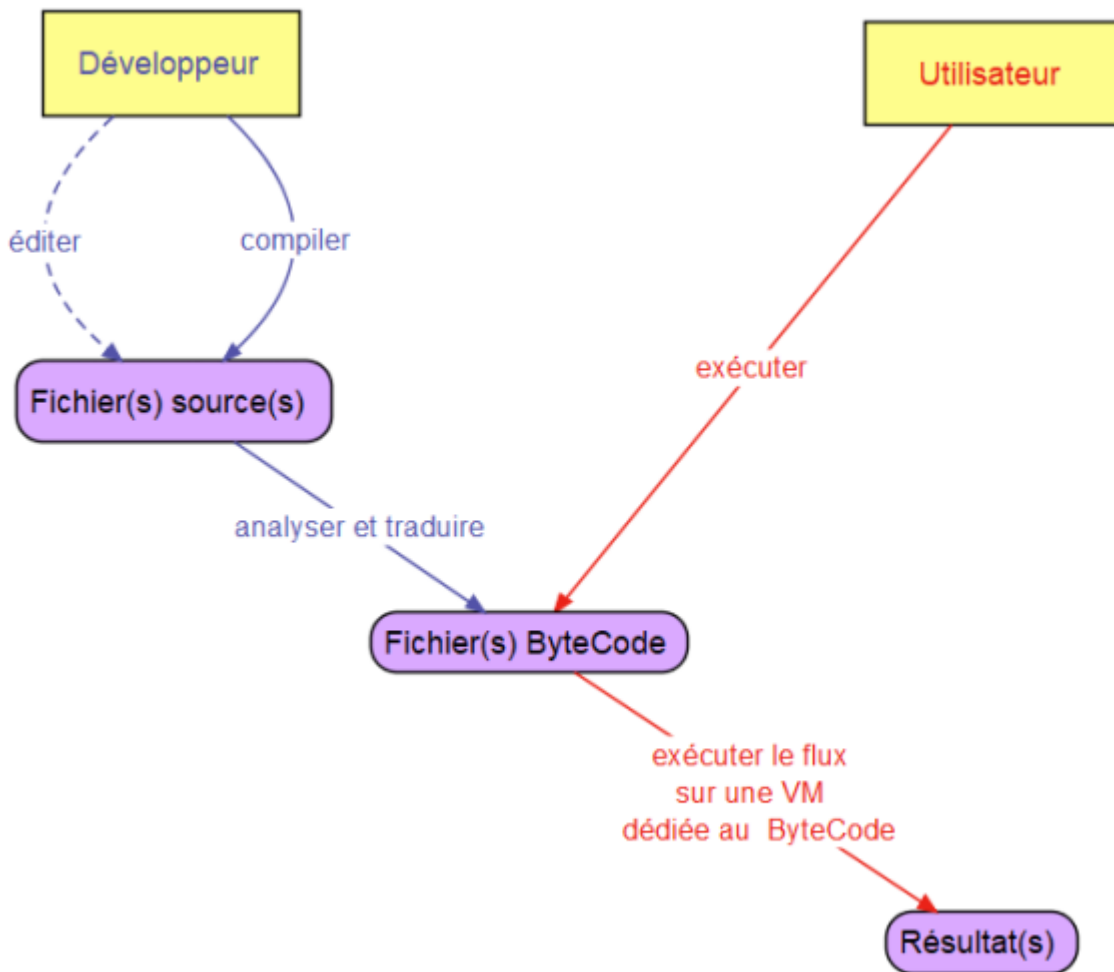 Développeur
Utilisateur
éditer
compiler
exécuter
Fichier(s) source(s)
analyser et traduire
Fichier(s) ByteCode
exécuter le flux
sur une VM
dédiée au  ByteCode
Résultat(s)